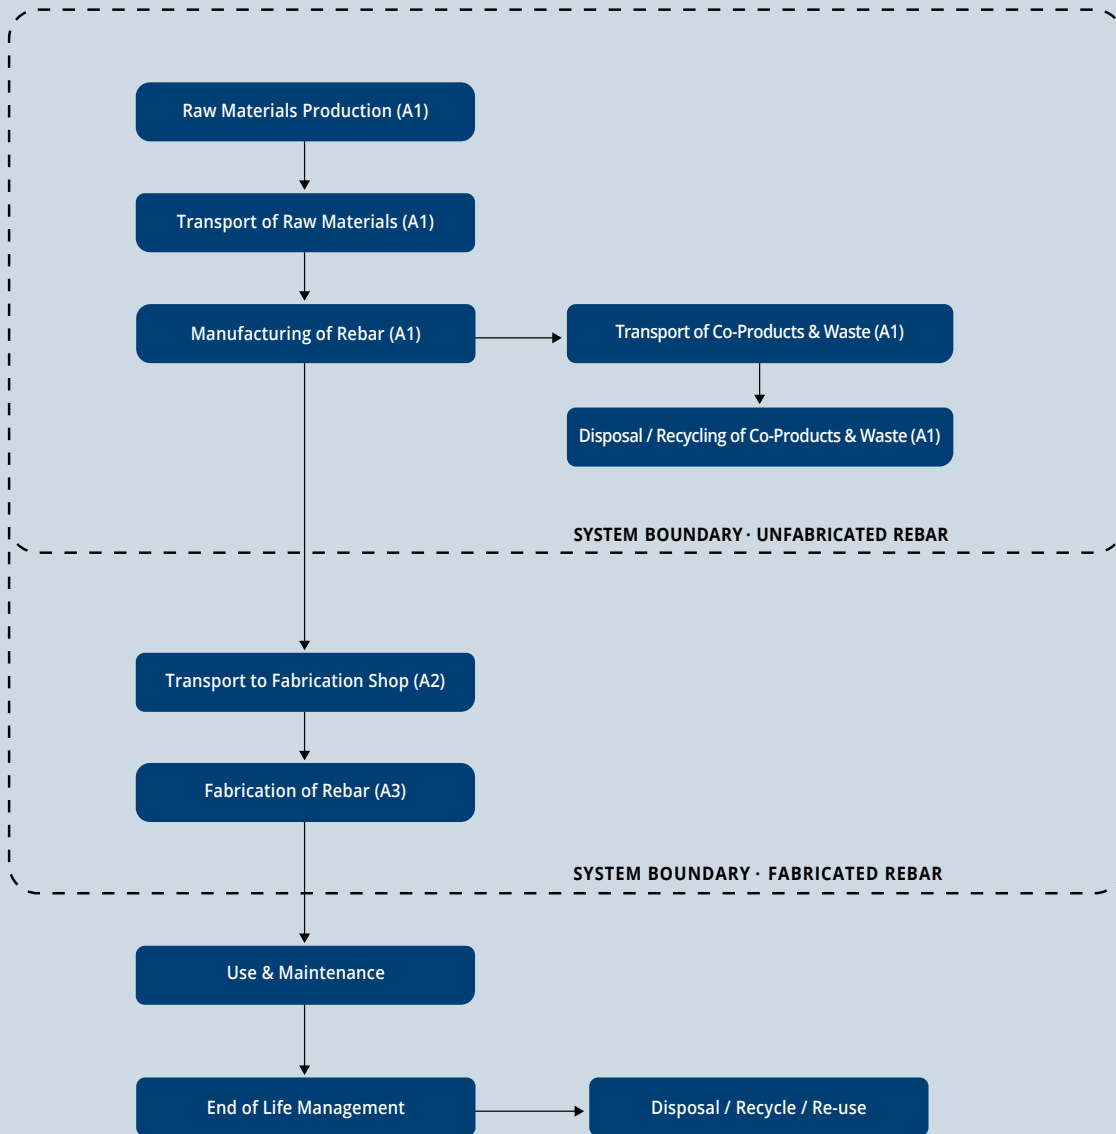 Raw Materials Production (A1)
Transport of Raw Materials (A1)
Manufacturing of Rebar (A1)
Transport of Co-Products & Waste (A1)
Disposal / Recycling of Co-Products & Waste (A1)
SYSTEM BOUNDARY · UNFABRICATED REBAR
Transport to Fabrication Shop (A2)
Fabrication of Rebar (A3)
SYSTEM BOUNDARY · FABRICATED REBAR
Use & Maintenance
End of Life Management
Disposal / Recycle / Re-use